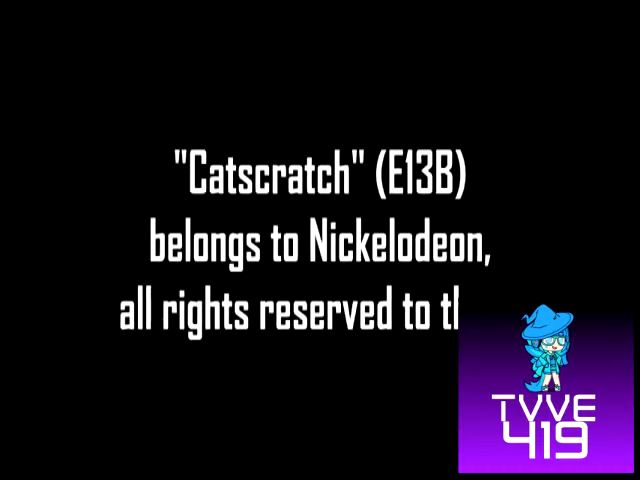 "Catscratch" (E13B)
belongs to Nickelodeon,
all rights reserved to
TVVE
419